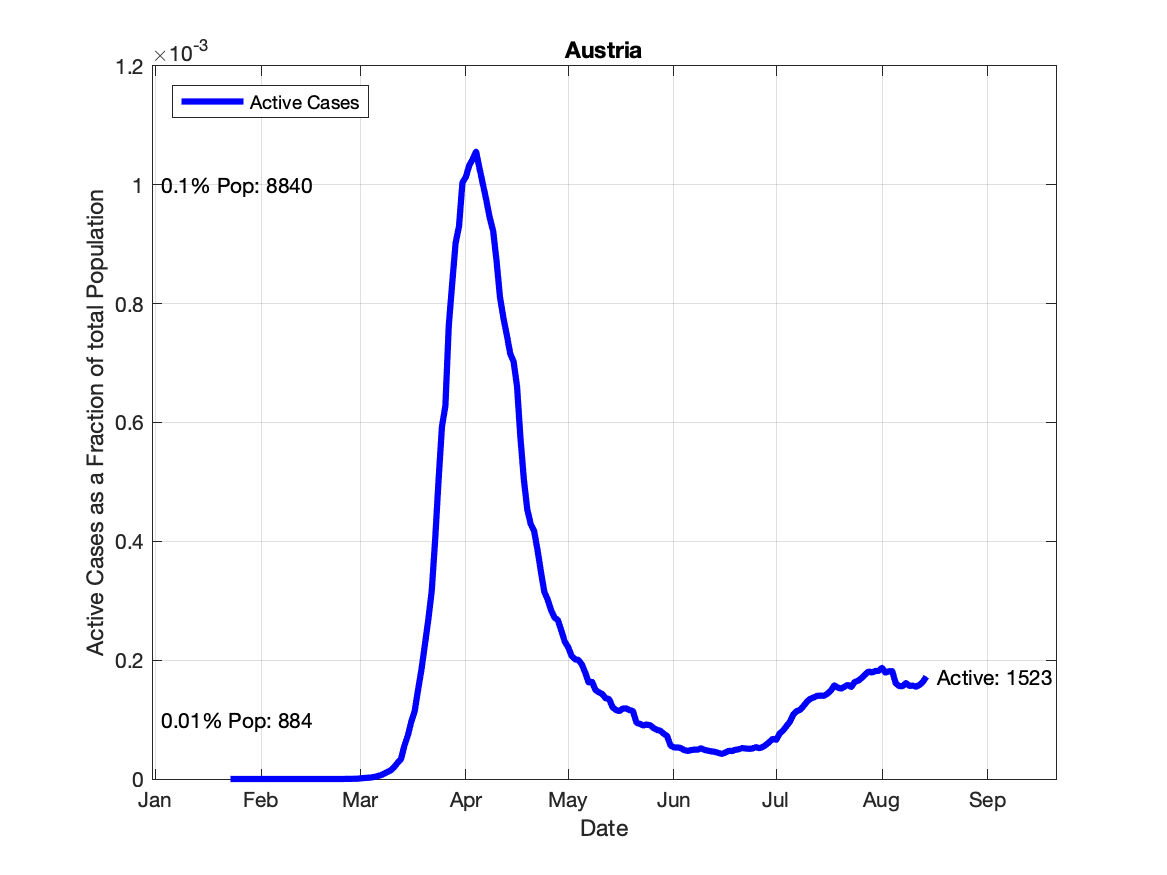 Austria
×10-3
1.2
1
0.8
0.6
0.4
0.2
0
Active Cases as a Fraction of total Population
Active Cases
0.1% Pop: 8840
0.01% Pop: 884
Active: 1523
Jan Feb Mar Apr May Jun Jul Aug Sep
Date